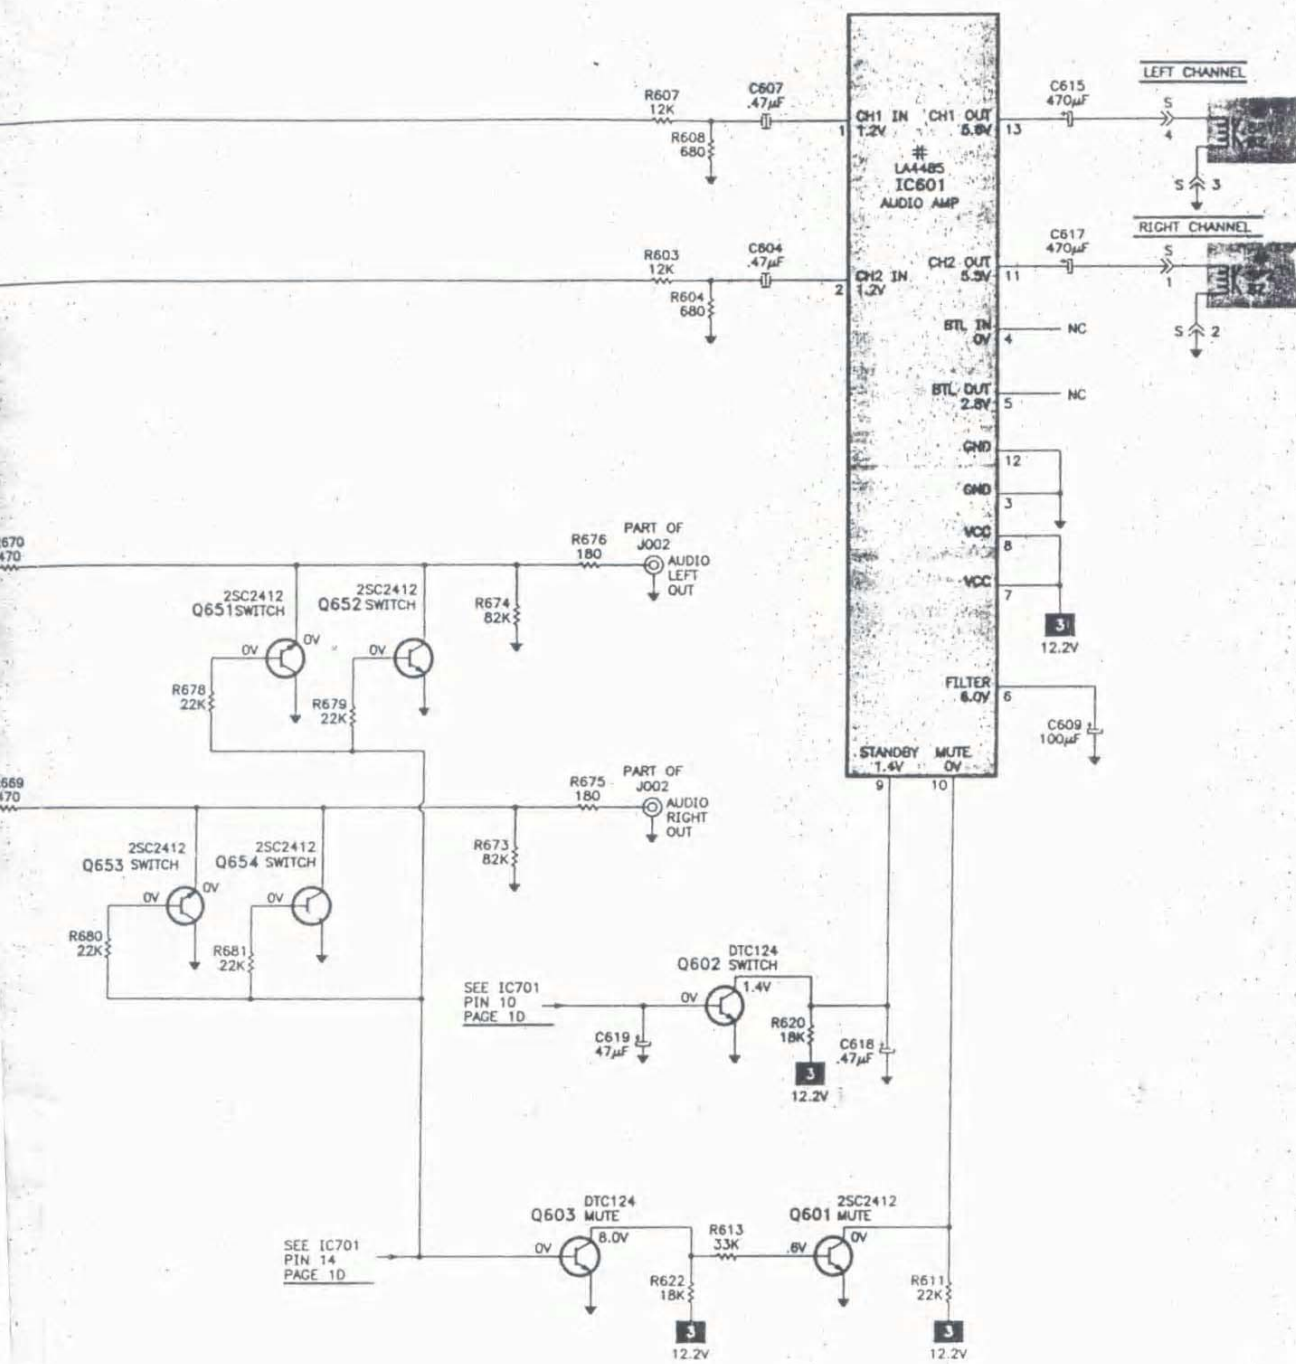 R607
12K
C607
.47µF
R608
680
1
CH1 IN
1.2V
CH1 OUT
5.6V
13
#
LA4485
IC601
AUDIO AMP
C615
470µF
LEFT CHANNEL
S
4
S 3
R603
12K
C604
.47µF
R604
680
2
CH2 IN
1.2V
CH2 OUT
5.5V
11
C617
470µF
RIGHT CHANNEL
S
1
S 2
BTL IN
0V
4
NC
BTL OUT
2.8V
5
NC
GND
12
GND
3
VCC
8
VCC
7
3
12.2V
FILTER
6.0V
6
C609
100µF
STANDBY
1.4V
MUTE
0V
9
10
R670
470
R676
180
PART OF
J002
AUDIO
LEFT
OUT
2SC2412
Q651 SWITCH
2SC2412
Q652 SWITCH
R674
82K
0V
0V
0V
R678
22K
R679
22K
R669
470
R675
180
PART OF
J002
AUDIO
RIGHT
OUT
2SC2412
Q653 SWITCH
2SC2412
Q654 SWITCH
R673
82K
0V
0V
0V
R680
22K
R681
22K
DTC124
Q602 SWITCH
SEE IC701
PIN 10
PAGE 1D
0V
1.4V
C619
47µF
R620
18K
C618
.47µF
3
12.2V
DTC124
Q603 MUTE
8.0V
0V
2SC2412
Q601 MUTE
0V
R613
33K
.6V
SEE IC701
PIN 14
PAGE 1D
R622
18K
R611
22K
3
12.2V
3
12.2V